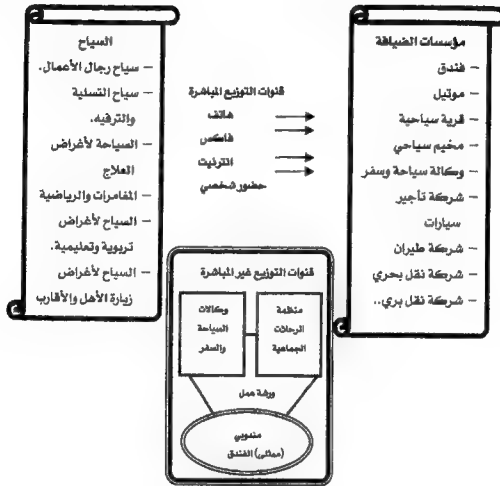 مؤسسات الضيافة
– فندق
– موتيل
– قرية سياحية
– مخيم سياحي
– وكالة سياحة وسفر
– شركة تأجير
سيارات
– شركة طيران
– شركة نقل بحري
– شركة نقل بري..
قنوات التوزيع المباشرة
هاتف
فاكس
انترنيت
حضور شخصي
السياح
– سياح رجال الأعمال.
– سياح التسلية
والترفيه.
– السياحة لأغراض
العلاج
– المغامرات والرياضية
– السياح لأغراض
تربوية وتعليمية.
– السياح لأغراض
زيارة الأهل والأقارب
قنوات التوزيع غير المباشرة
منظمة
الرحلات
الجماعية
وكالات
السياحة
والسفر
ورشة عمل
مندوبي
(ممثلي) الفندق